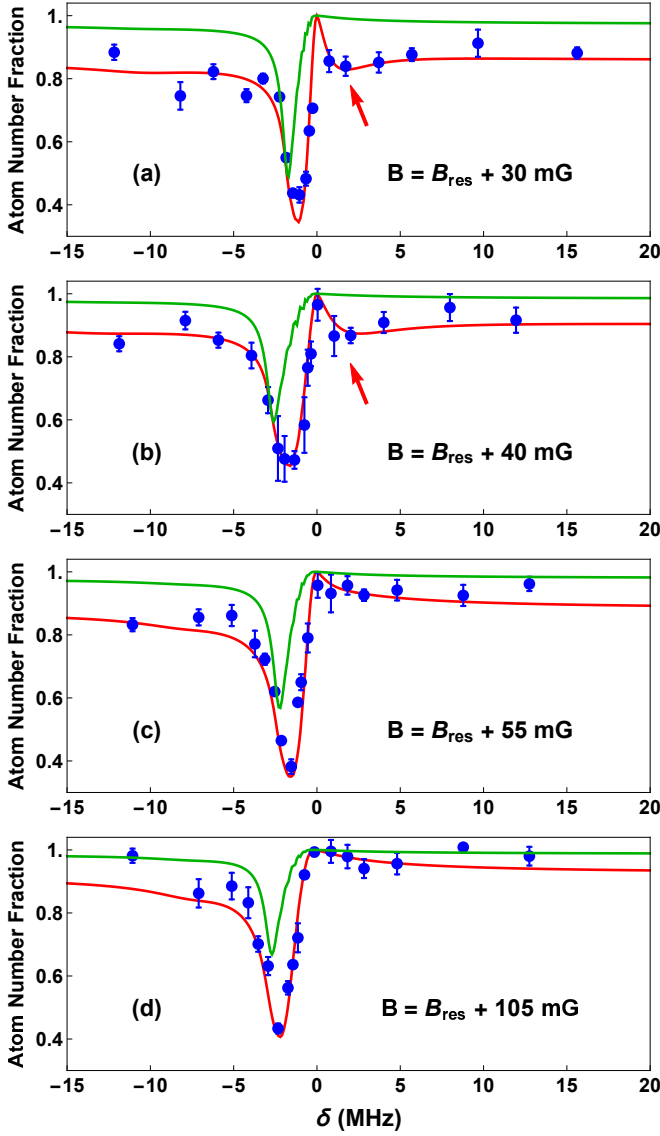 1.
0.8
0.6
0.4
Atom Number Fraction
(a)
B = Bres + 30 mG
−15 −10 −5 0 5 10 15 20
1.
0.8
0.6
0.4
Atom Number Fraction
(b)
B = Bres + 40 mG
−15 −10 −5 0 5 10 15 20
1.
0.8
0.6
0.4
Atom Number Fraction
(c)
B = Bres + 55 mG
−15 −10 −5 0 5 10 15 20
1.
0.8
0.6
0.4
Atom Number Fraction
(d)
B = Bres + 105 mG
−15 −10 −5 0 5 10 15 20
δ (MHz)